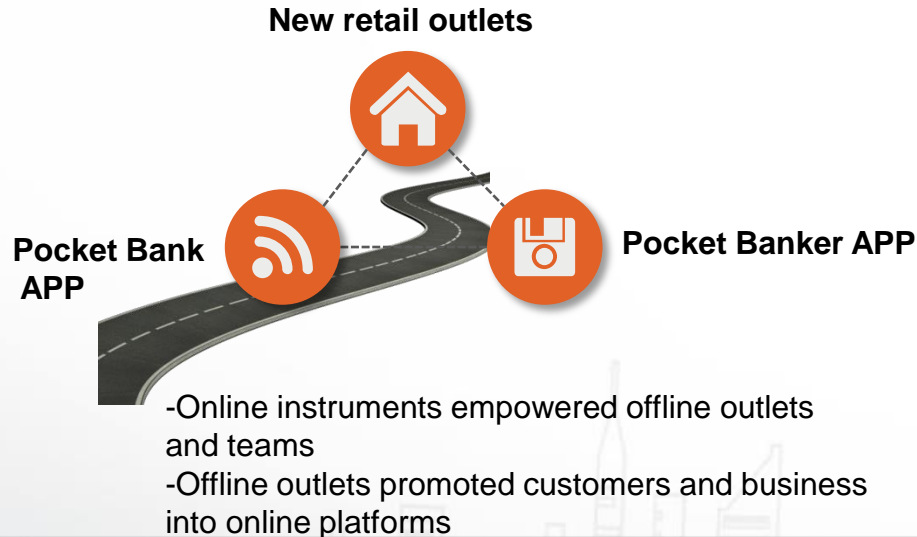 New retail outlets
Pocket Bank
APP
Pocket Banker APP
-Online instruments empowered offline outlets
and teams
-Offline outlets promoted customers and business
into online platforms